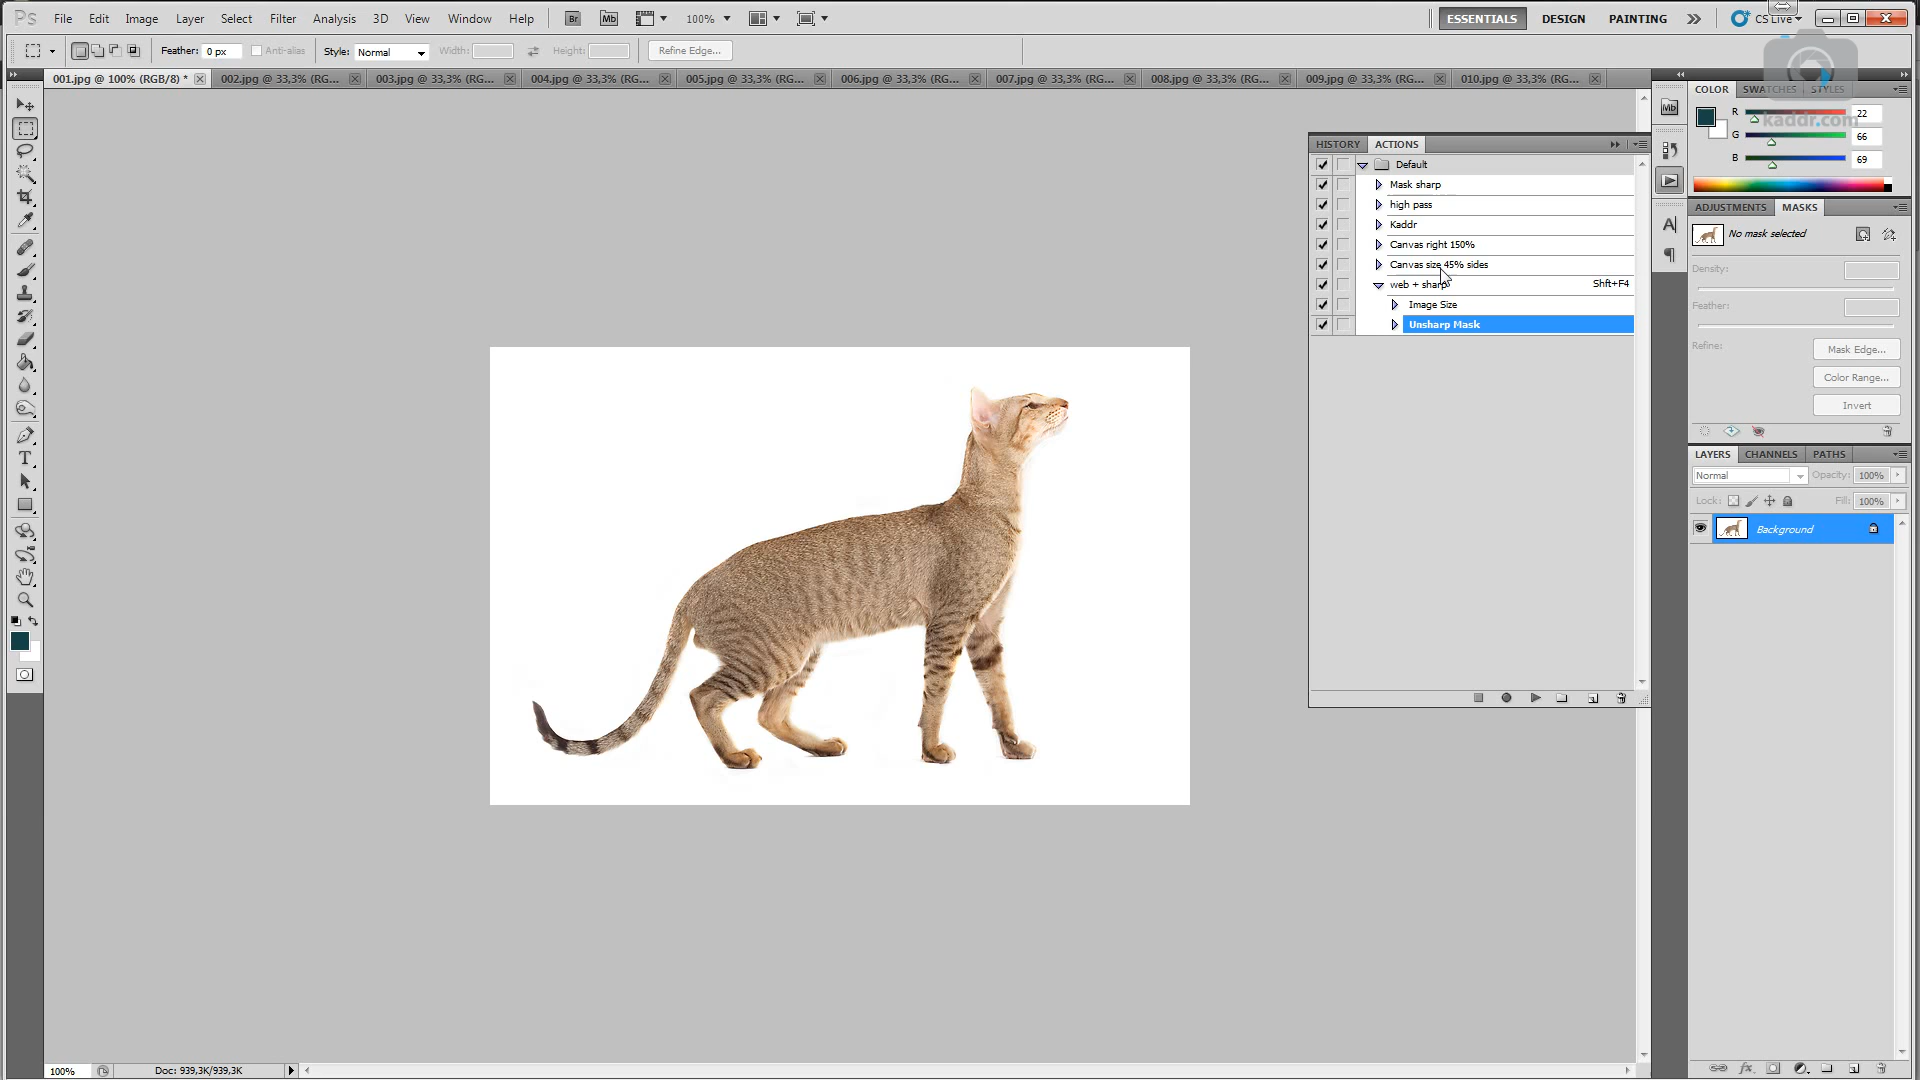 Ps File Edit Image Layer Select Filter Analysis 3D View Window Help Br Mb 100% ESSENTIALS DESIGN PAINTING CS Live
Feather: 0 px Anti-alias Style: Normal Width: Height: Refine Edge...
001.jpg @ 100% (RGB/8) * 002.jpg @ 33,3% (RG... 003.jpg @ 33,3% (RG... 004.jpg @ 33,3% (RG... 005.jpg @ 33,3% (RG... 006.jpg @ 33,3% (RG... 007.jpg @ 33,3% (RG... 008.jpg @ 33,3% (RG... 009.jpg @ 33,3% (RG... 010.jpg @ 33,3% (RG...
COLOR SWATCHES STYLES
Mb
R 22
kaddr.com
G 66
B 69
HISTORY ACTIONS
Default
Mask sharp
high pass
Kaddr
Canvas right 150%
Canvas size 45% sides
web + sharp Shft+F4
Image Size
Unsharp Mask
ADJUSTMENTS MASKS
No mask selected
Density:
Feather:
Refine: Mask Edge...
Color Range...
Invert
LAYERS CHANNELS PATHS
Normal Opacity: 100%
Lock: Fill: 100%
Background
100% Doc: 939,3K/939,3K